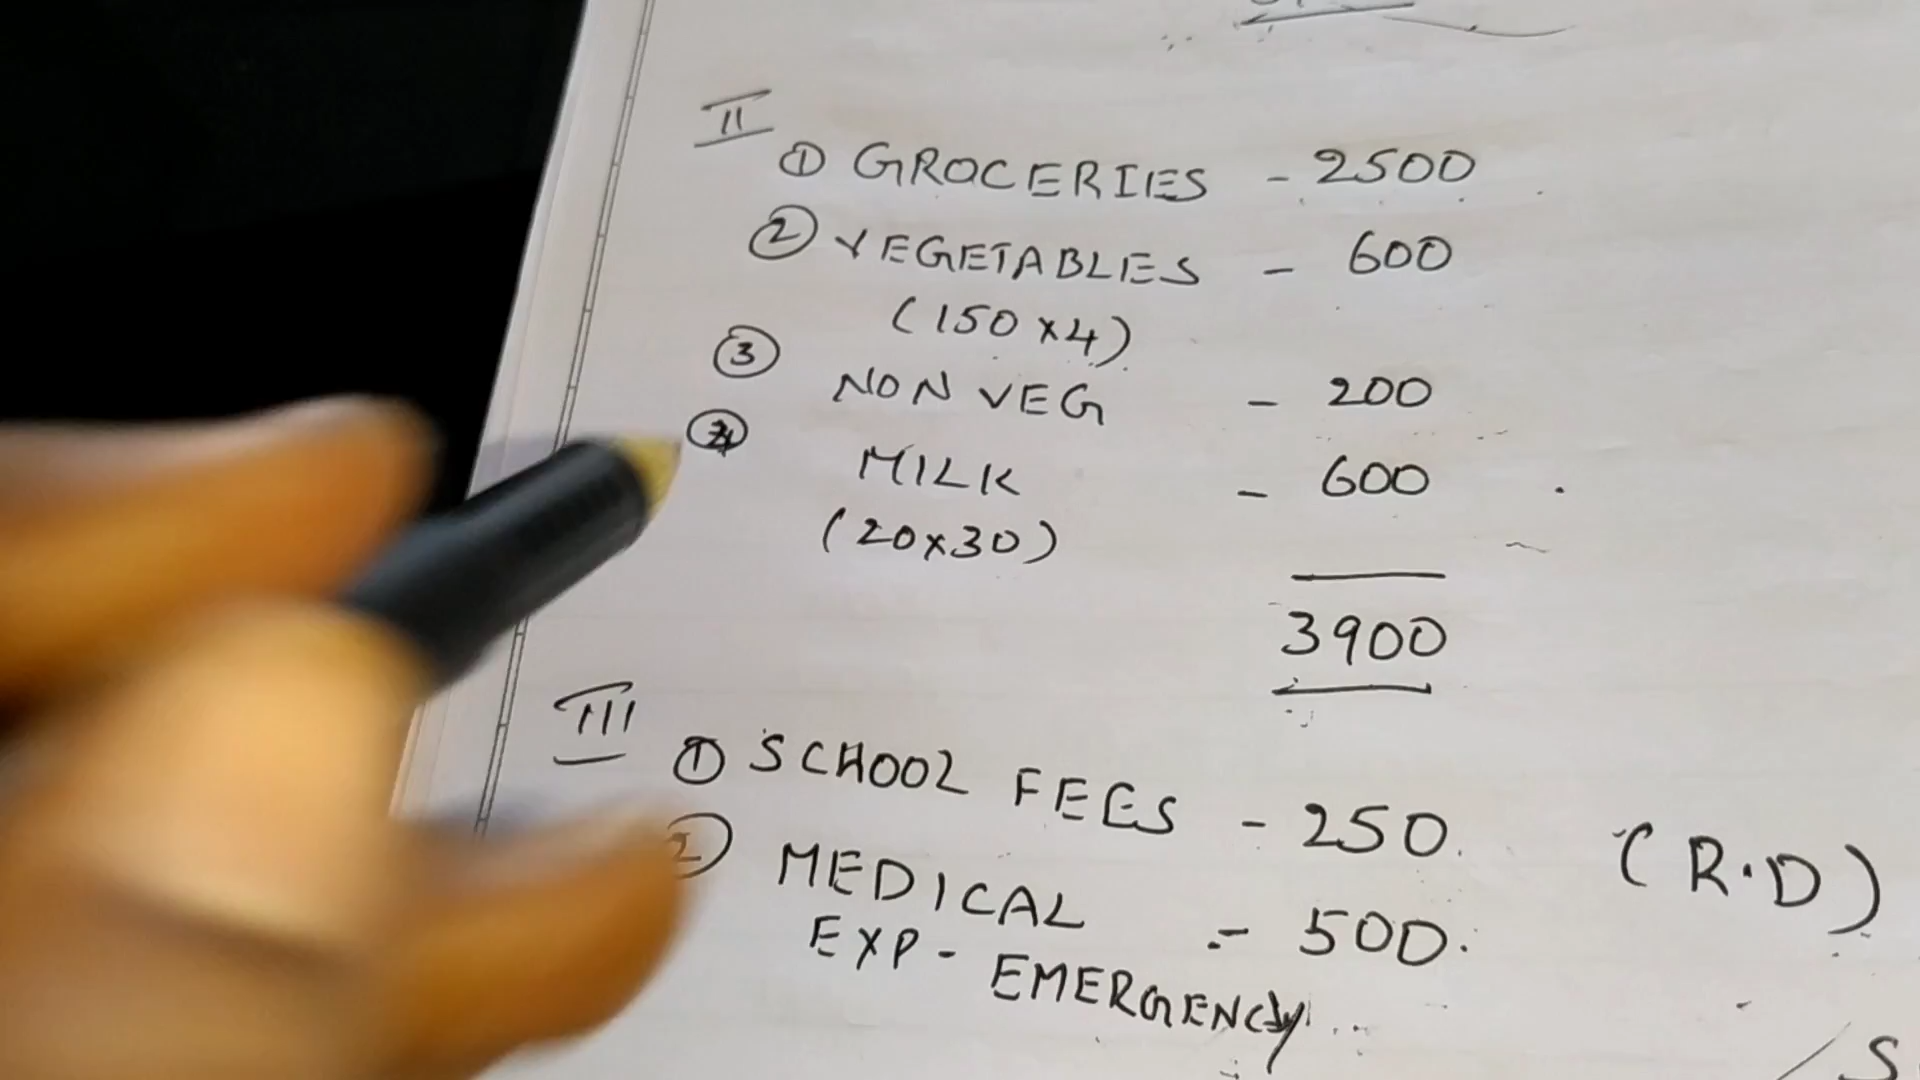 II
① GROCERIES - 2500
② VEGETABLES - 600
(150 x 4)
③ NON VEG - 200
④ MILK - 600
(20x30)
3900
III
① SCHOOL FEES - 250. (R.D)
② MEDICAL - 500.
EXP - EMERGENCY
S